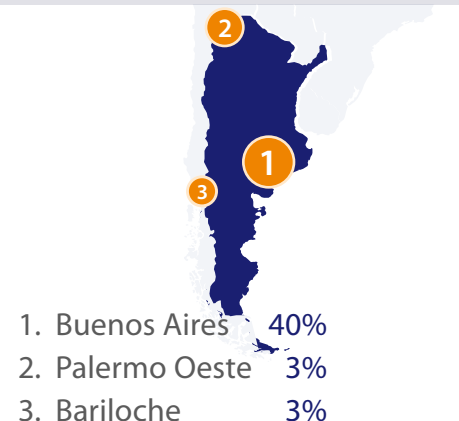 2
1
3
1. Buenos Aires 40%
2. Palermo Oeste 3%
3. Bariloche 3%